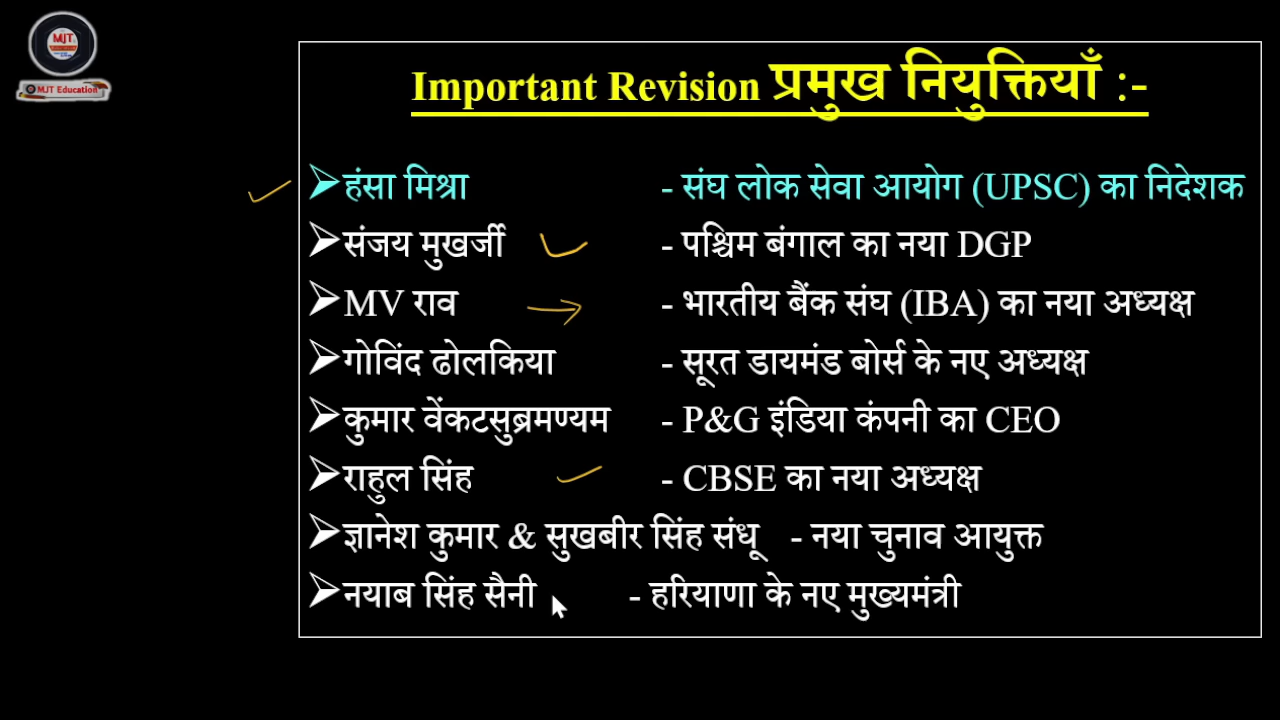 MJT
MJT Education
Important Revision प्रमुख नियुक्तियाँ :-
हंसा मिश्रा - संघ लोक सेवा आयोग (UPSC) का निदेशक
संजय मुखर्जी - पश्चिम बंगाल का नया DGP
MV राव - भारतीय बैंक संघ (IBA) का नया अध्यक्ष
गोविंद ढोलकिया - सूरत डायमंड बोर्स के नए अध्यक्ष
कुमार वेंकटसुब्रमण्यम - P&G इंडिया कंपनी का CEO
राहुल सिंह - CBSE का नया अध्यक्ष
ज्ञानेश कुमार & सुखबीर सिंह संधू - नया चुनाव आयुक्त
नयाब सिंह सैनी - हरियाणा के नए मुख्यमंत्री